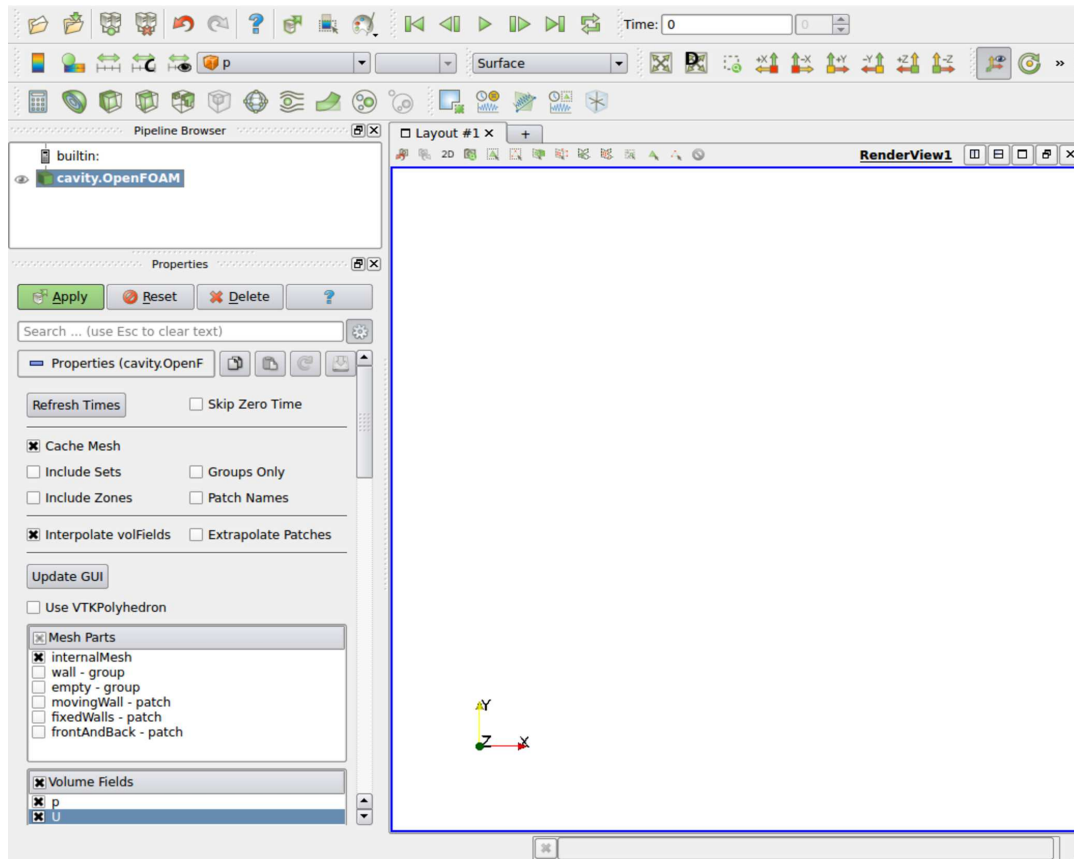 Time: 0
0
p
Surface
+X
-X
+Y
-Y
+Z
-Z
Pipeline Browser
builtin:
cavity.OpenFOAM
Properties
Apply
Reset
Delete
?
Search ... (use Esc to clear text)
Properties (cavity.OpenF
Refresh Times
Skip Zero Time
Cache Mesh
Include Sets
Groups Only
Include Zones
Patch Names
Interpolate volFields
Extrapolate Patches
Update GUI
Use VTKPolyhedron
Mesh Parts
internalMesh
wall - group
empty - group
movingWall - patch
fixedWalls - patch
frontAndBack - patch
Volume Fields
p
U
Layout #1
+
2D
RenderView1
Y
Z
X